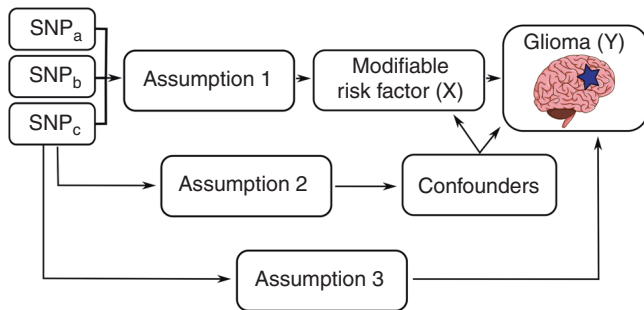 SNPa
SNPb
SNPc
Assumption 1
Modifiable
risk factor (X)
Glioma (Y)
Assumption 2
Confounders
Assumption 3